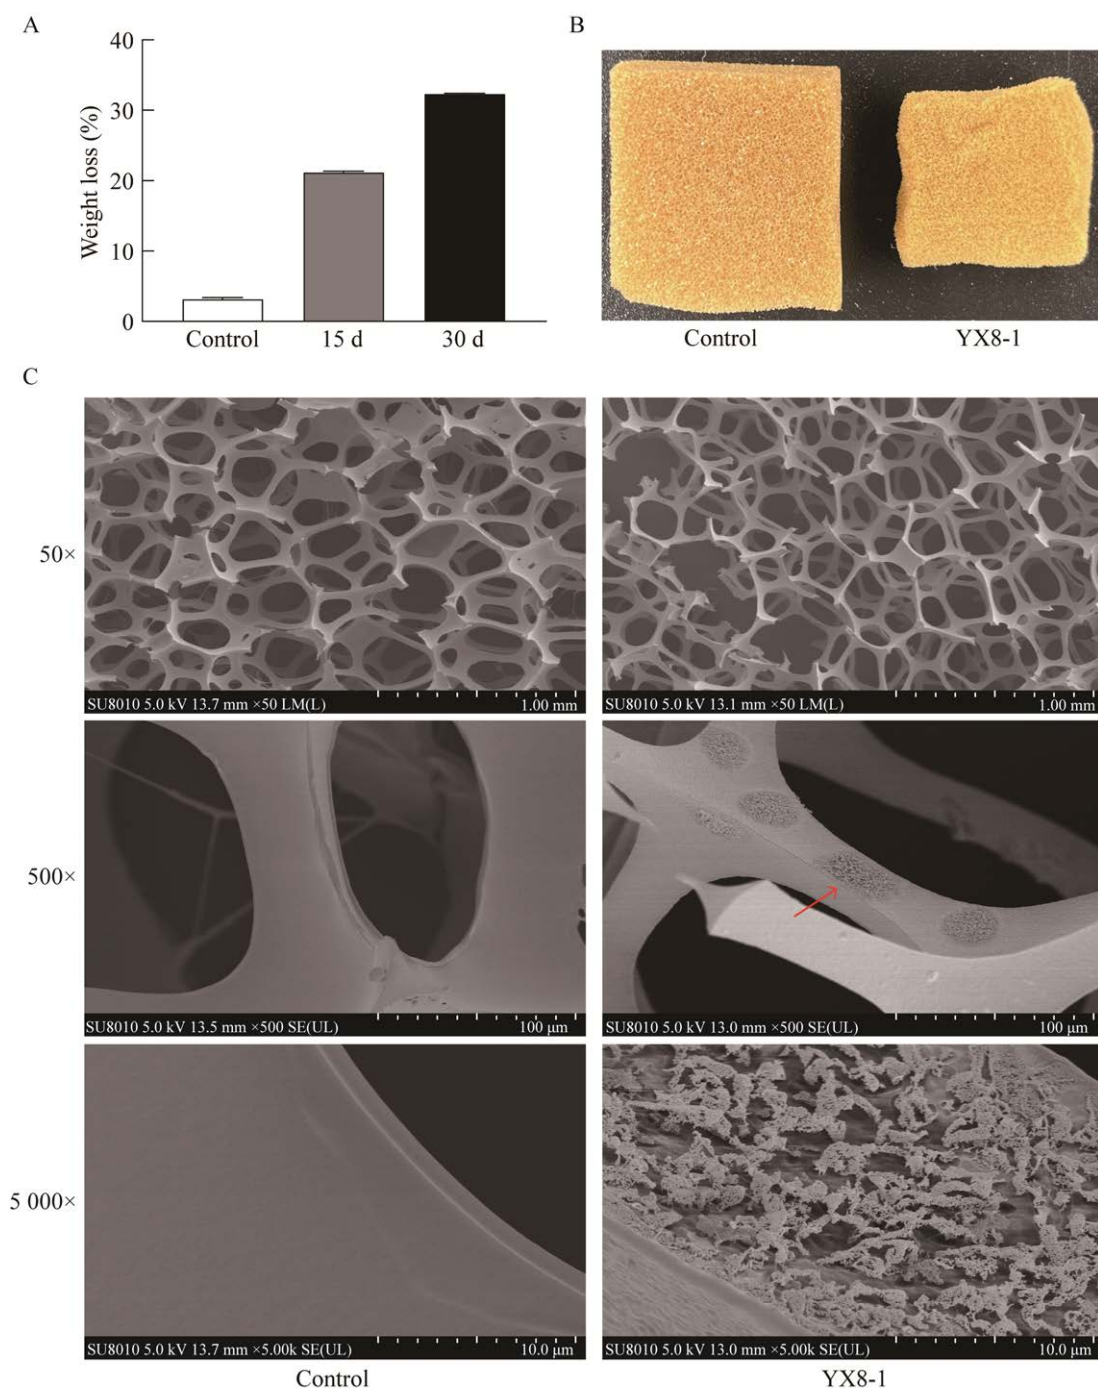 A
B
40
30
20
10
0
Weight loss (%)
Control
15 d
30 d
Control
YX8-1
C
50×
SU8010 5.0 kV 13.7 mm ×50 LM(L)
1.00 mm
SU8010 5.0 kV 13.1 mm ×50 LM(L)
1.00 mm
500×
SU8010 5.0 kV 13.5 mm ×500 SE(UL)
100 μm
SU8010 5.0 kV 13.0 mm ×500 SE(UL)
100 μm
5 000×
SU8010 5.0 kV 13.7 mm ×5.00k SE(UL)
10.0 μm
SU8010 5.0 kV 13.0 mm ×5.00k SE(UL)
10.0 μm
Control
YX8-1